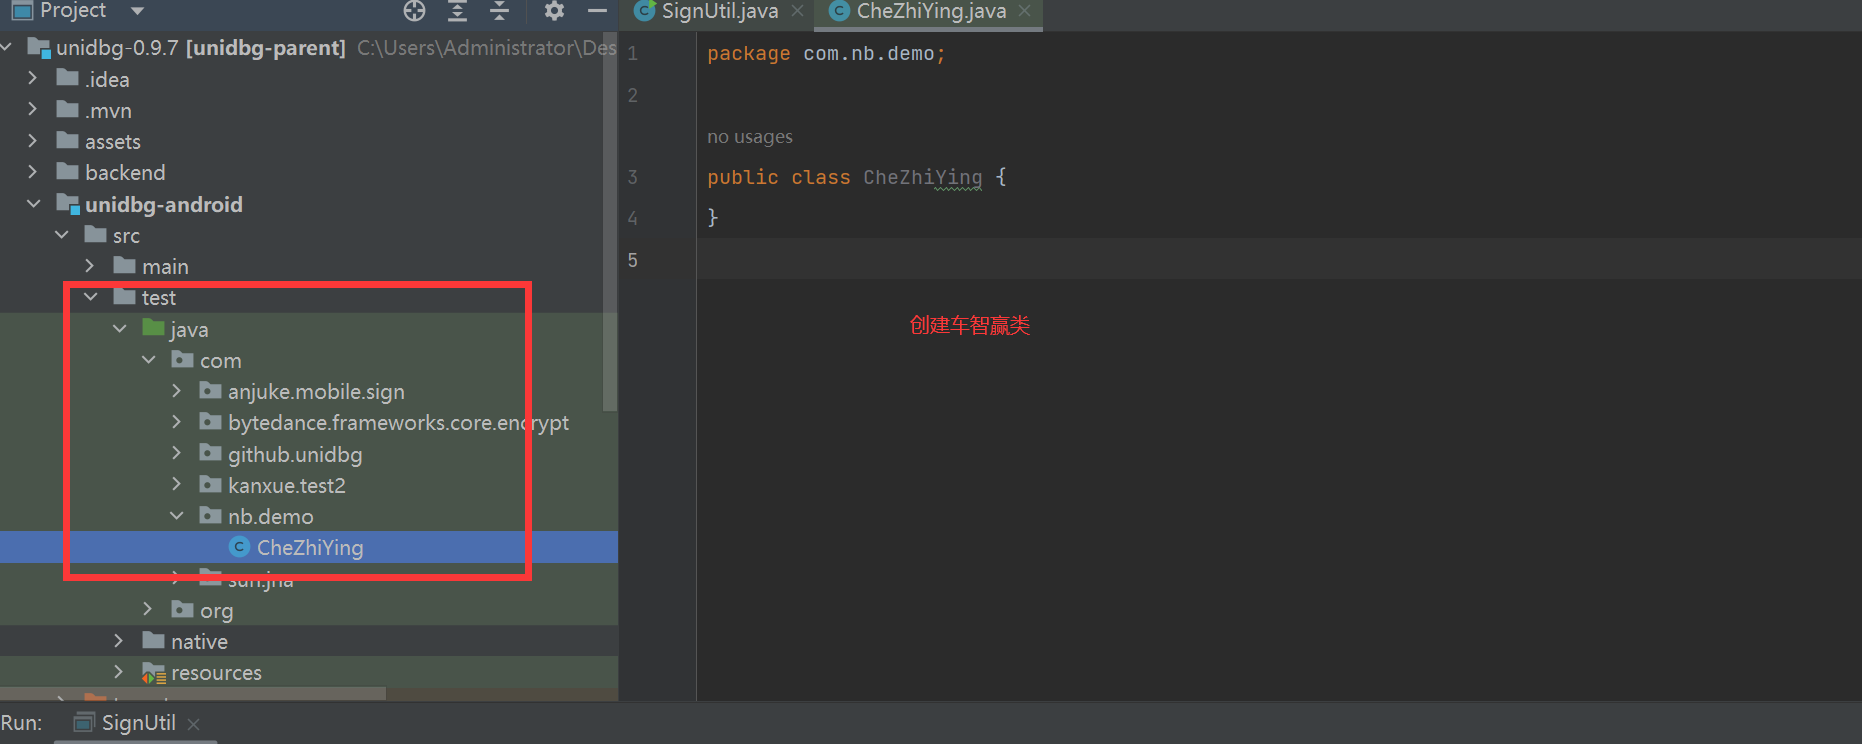 Project
SignUtil.java
CheZhiYing.java
unidbg-0.9.7 [unidbg-parent] C:\Users\Administrator\Des
.idea
.mvn
assets
backend
unidbg-android
src
main
test
java
com
anjuke.mobile.sign
bytedance.frameworks.core.encrypt
github.unidbg
kanxue.test2
nb.demo
CheZhiYing
sun.jna
org
native
resources
1 package com.nb.demo;
2
no usages
3 public class CheZhiYing {
4 }
5
创建车智赢类
Run: SignUtil